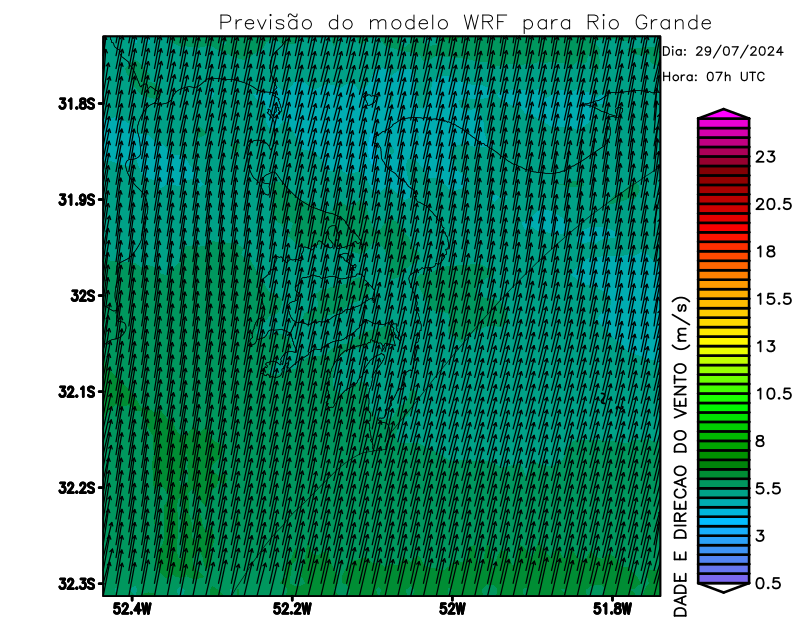 Previsão do modelo WRF para Rio Grande
Dia: 29/07/2024
Hora: 07h UTC
31.8S
31.9S
32S
32.1S
32.2S
32.3S
52.4W
52.2W
52W
51.8W
23
20.5
18
15.5
13
10.5
8
5.5
3
0.5
DADE E DIRECAO DO VENTO (m/s)